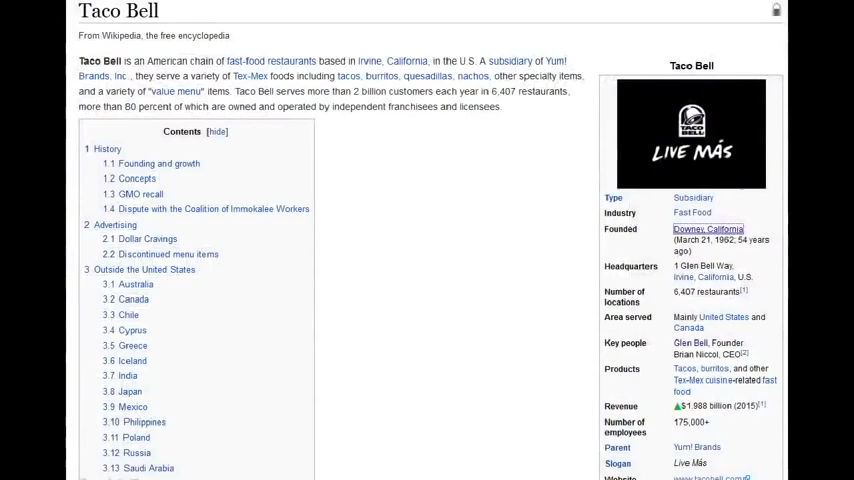 Taco Bell
From Wikipedia, the free encyclopedia
Taco Bell is an American chain of fast-food restaurants based in Irvine, California, in the U.S. A subsidiary of Yum!
Brands, Inc., they serve a variety of Tex-Mex foods including tacos, burritos, quesadillas, nachos, other specialty items,
and a variety of "value menu" items. Taco Bell serves more than 2 billion customers each year in 6,407 restaurants,
more than 80 percent of which are owned and operated by independent franchisees and licensees.
Contents [hide]
1 History
1.1 Founding and growth
1.2 Concepts
1.3 GMO recall
1.4 Dispute with the Coalition of Immokalee Workers
2 Advertising
2.1 Dollar Cravings
2.2 Discontinued menu items
3 Outside the United States
3.1 Australia
3.2 Canada
3.3 Chile
3.4 Cyprus
3.5 Greece
3.6 Iceland
3.7 India
3.8 Japan
3.9 Mexico
3.10 Philippines
3.11 Poland
3.12 Russia
3.13 Saudi Arabia
Taco Bell
TACO
BELL
LIVE MÁS
Type Subsidiary
Industry Fast Food
Founded Downey, California
(March 21, 1962; 54 years
ago)
Headquarters 1 Glen Bell Way,
Irvine, California, U.S.
Number of locations 6,407 restaurants[1]
Area served Mainly United States and
Canada
Key people Glen Bell, Founder
Brian Niccol, CEO[2]
Products Tacos, burritos, and other
Tex-Mex cuisine-related fast
food
Revenue ▲$1.988 billion (2015)[1]
Number of employees 175,000+
Parent Yum! Brands
Slogan Live Más
Website www.tacobell.com